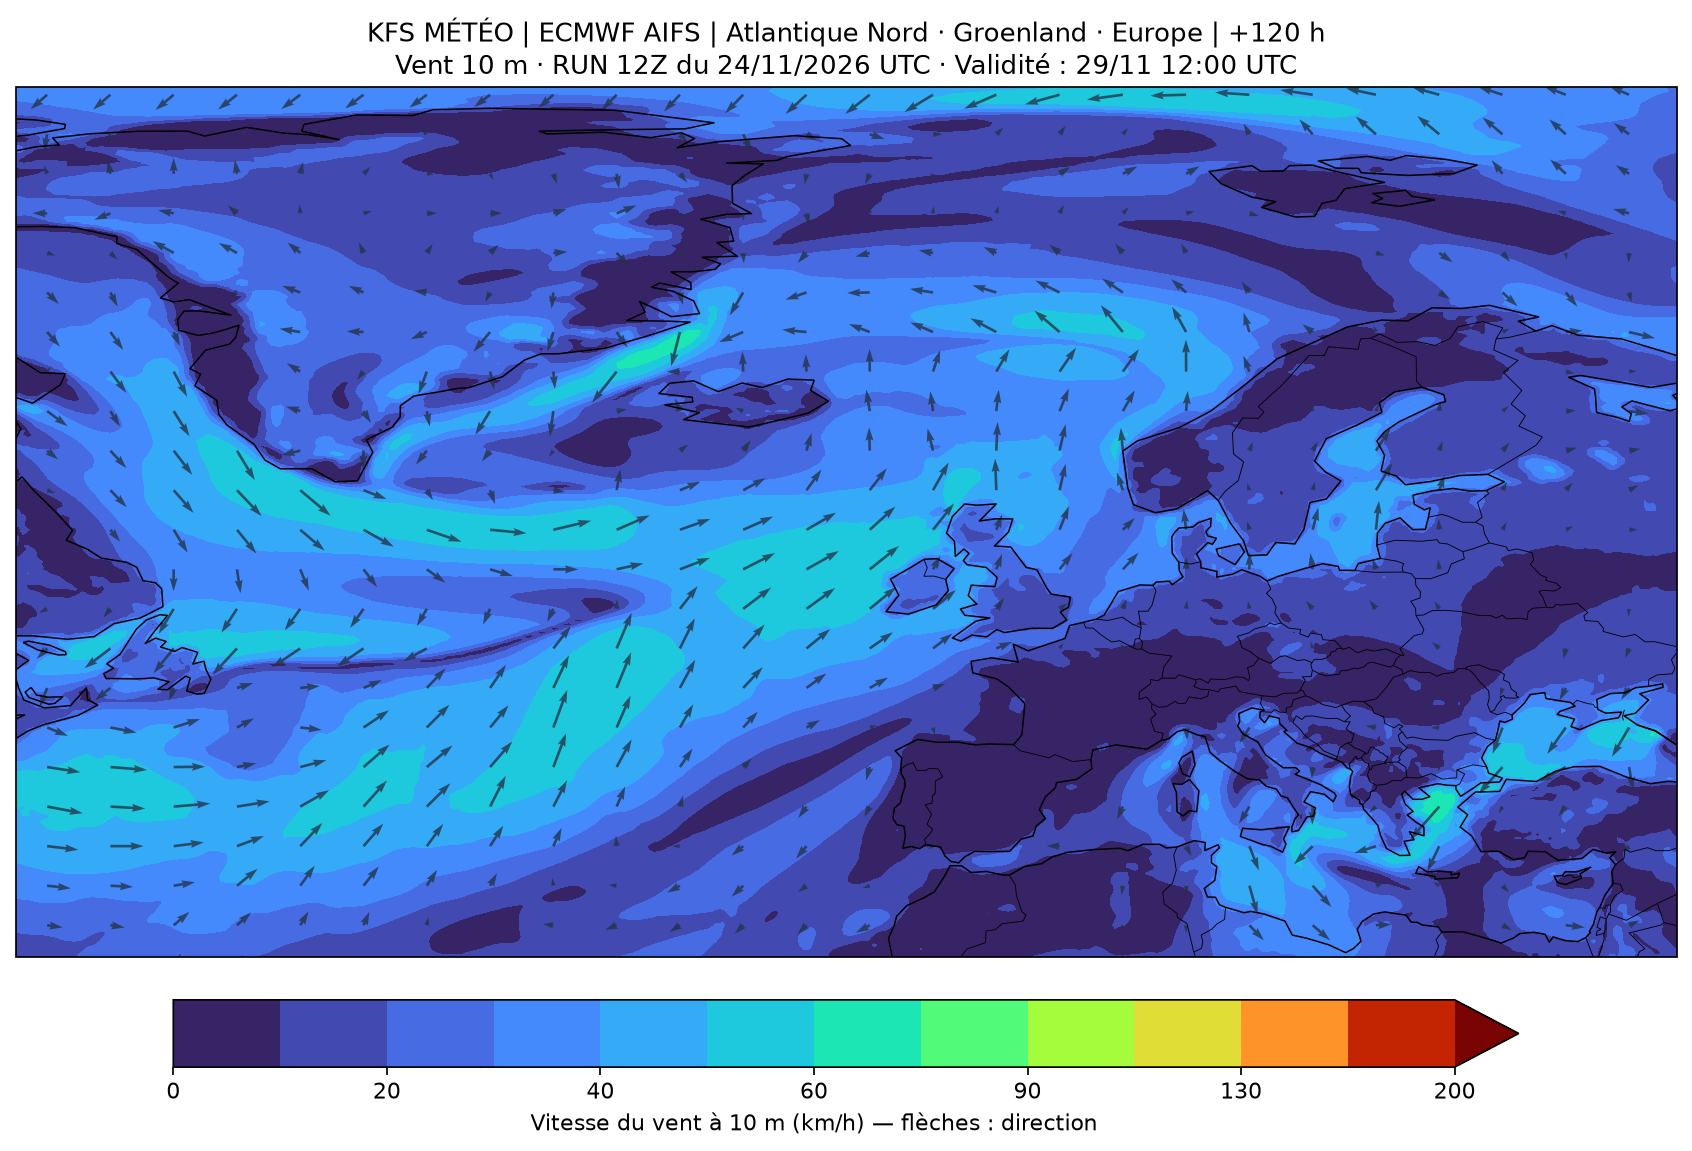 KFS MÉTÉO | ECMWF AIFS | Atlantique Nord · Groenland · Europe | +120 h
Vent 10 m · RUN 12Z du 24/11/2026 UTC · Validité : 29/11 12:00 UTC
0 20 40 60 90 130 200
Vitesse du vent à 10 m (km/h) — flèches : direction